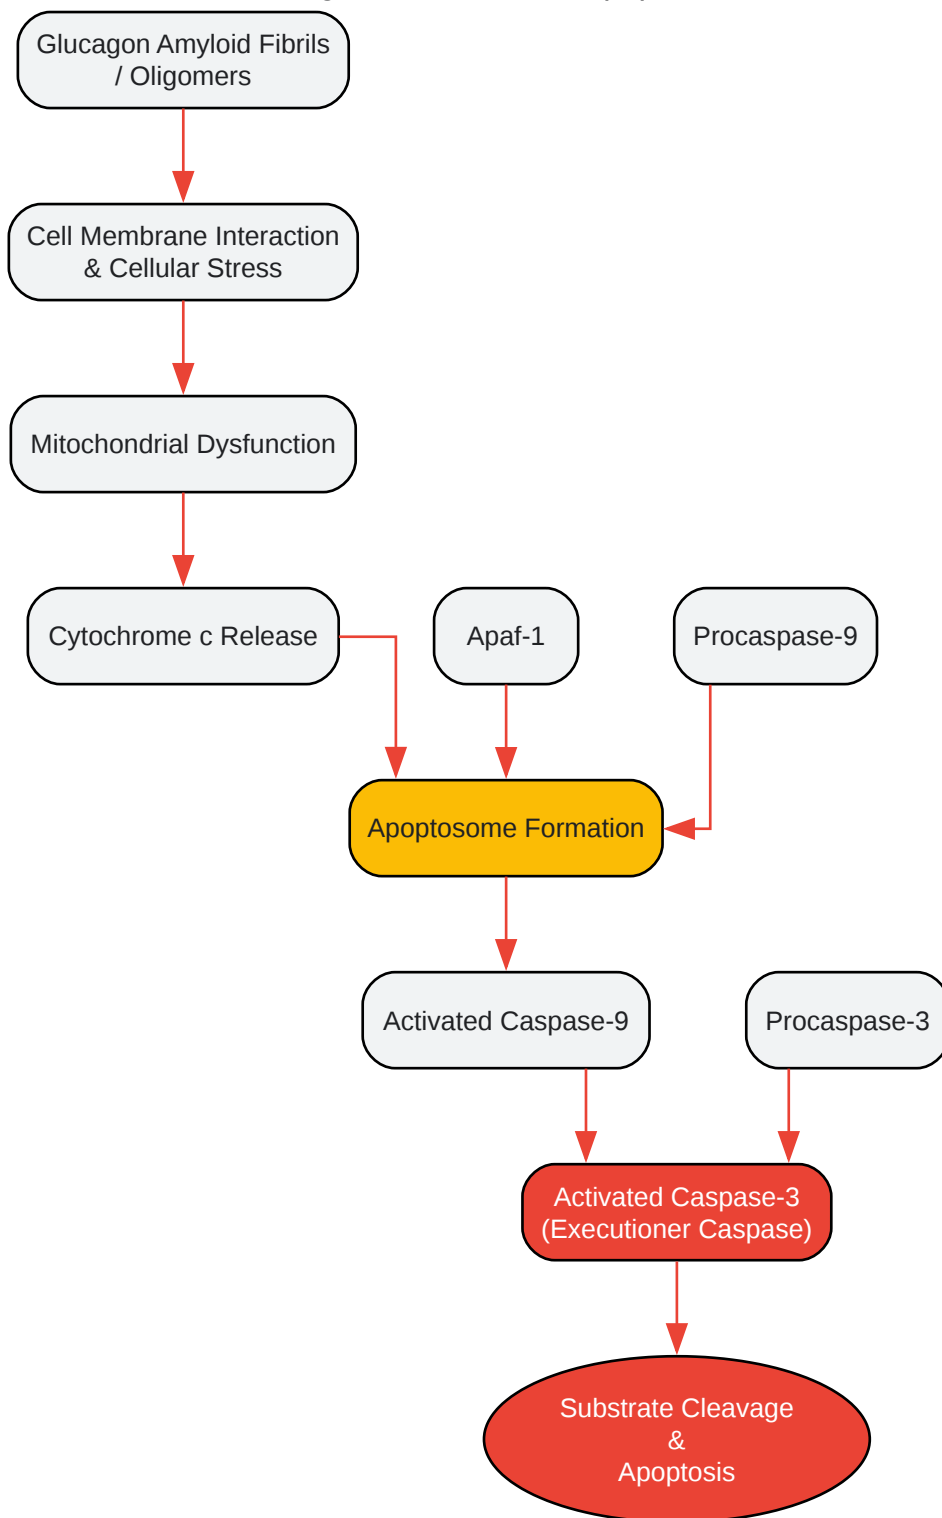 Glucagon Amyloid Fibrils
/ Oligomers
Cell Membrane Interaction
& Cellular Stress
Mitochondrial Dysfunction
Cytochrome c Release
Apaf-1
Procaspase-9
Apoptosome Formation
Activated Caspase-9
Procaspase-3
Activated Caspase-3
(Executioner Caspase)
Substrate Cleavage
&
Apoptosis